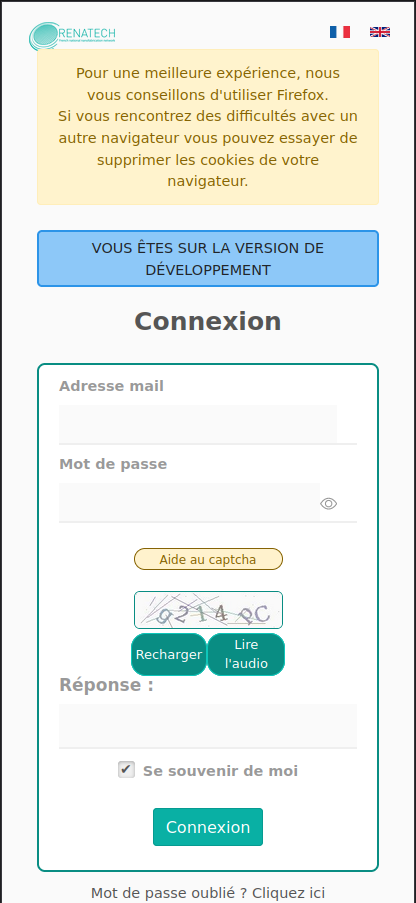 RENATECH
Pour une meilleure expérience, nous
vous conseillons d'utiliser Firefox.
Si vous rencontrez des difficultés avec un
autre navigateur vous pouvez essayer de
supprimer les cookies de votre
navigateur.
VOUS ÊTES SUR LA VERSION DE
DÉVELOPPEMENT
Connexion
Adresse mail
Mot de passe
Aide au captcha
Recharger
Lire
l'audio
Réponse :
Se souvenir de moi
Connexion
Mot de passe oublié ? Cliquez ici